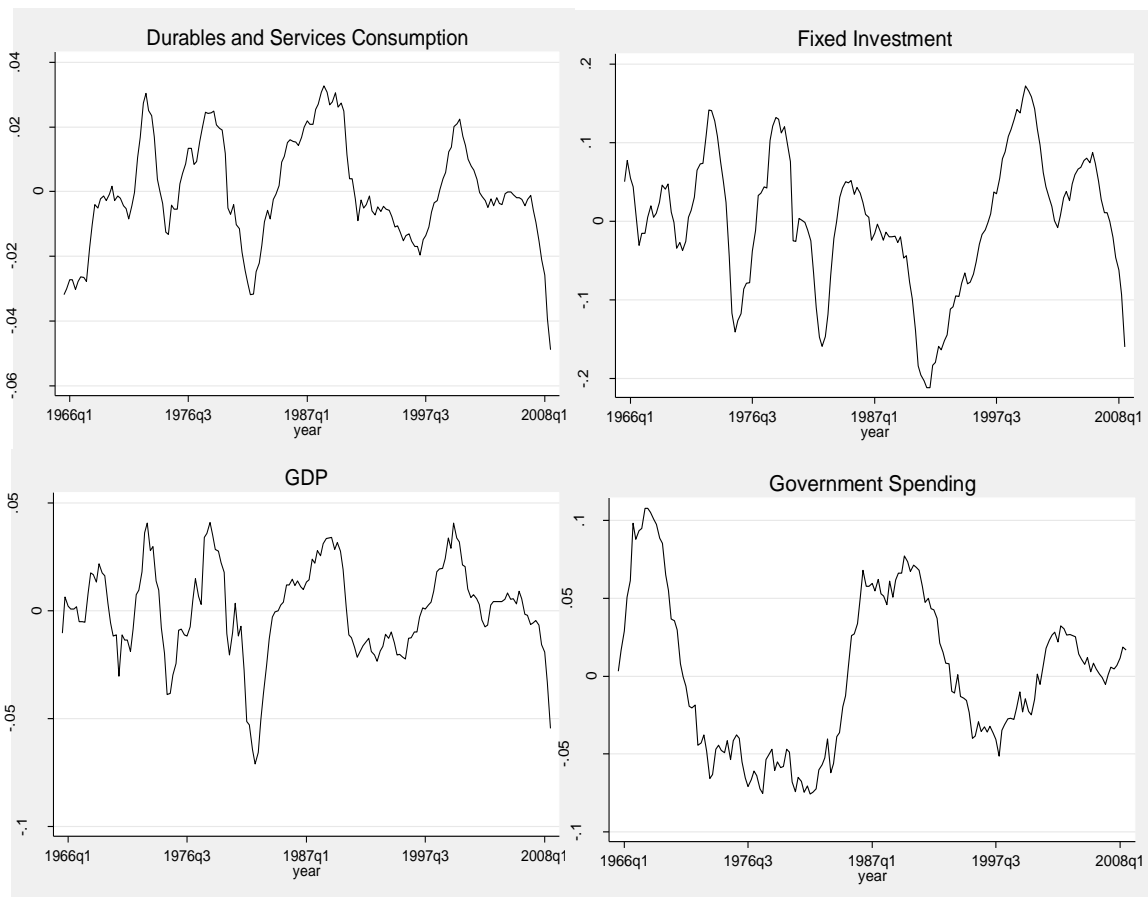 Durables and Services Consumption
.04
.02
0
-.02
-.04
-.06
1966q1 1976q3 1987q1 1997q3 2008q1
year
Fixed Investment
.2
.1
0
-.1
-.2
1966q1 1976q3 1987q1 1997q3 2008q1
year
GDP
.05
0
-.05
-.1
1966q1 1976q3 1987q1 1997q3 2008q1
year
Government Spending
.1
.05
0
-.05
-.1
1966q1 1976q3 1987q1 1997q3 2008q1
year